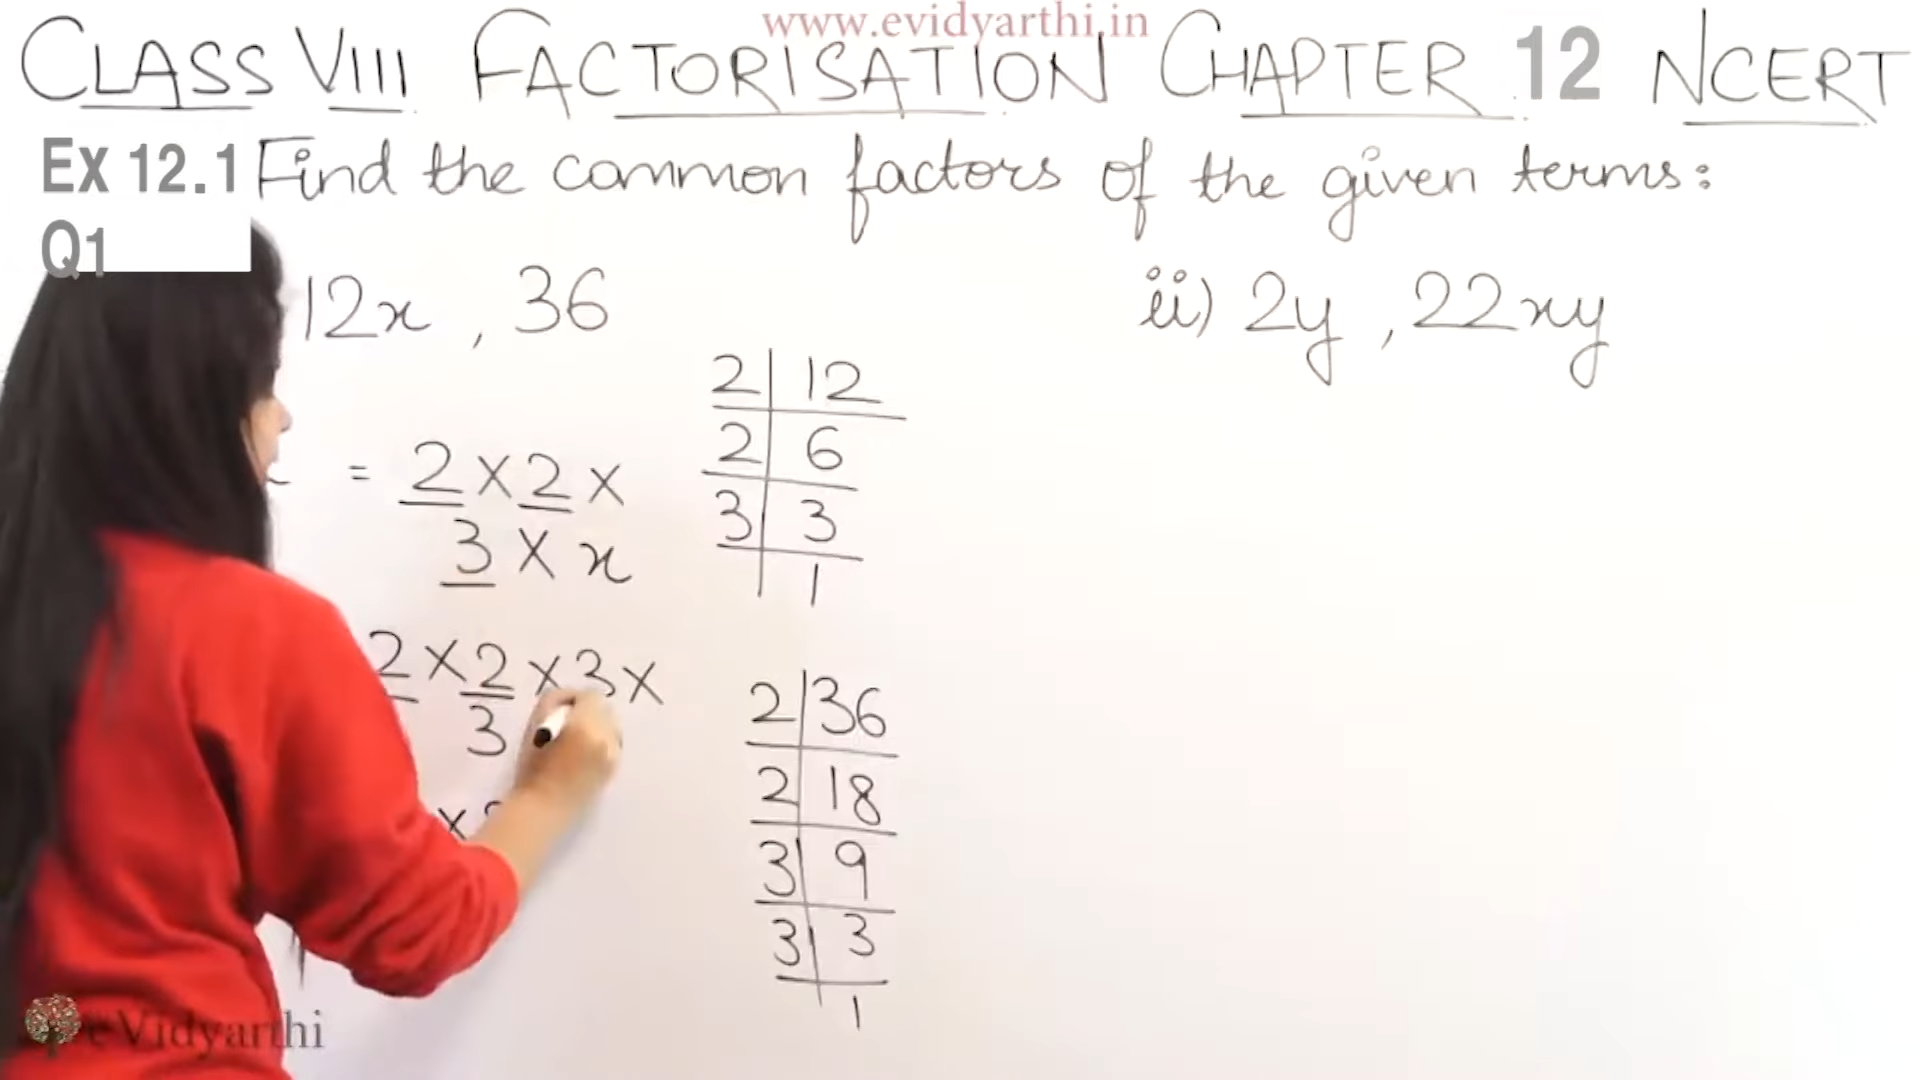 www.evidyarthi.in
CLASS VIII FACTORISATION CHAPTER 12 NCERT
Ex 12.1 Find the common factors of the given terms:
Q1
12x , 36
ii) 2y , 22xy
2 | 12
2 | 6
3 | 3
1
= 2 × 2 ×
3 × x
2 × 2 × 3 ×
3
×
2 | 36
2 | 18
3 | 9
3 | 3
1
eVidyarthi